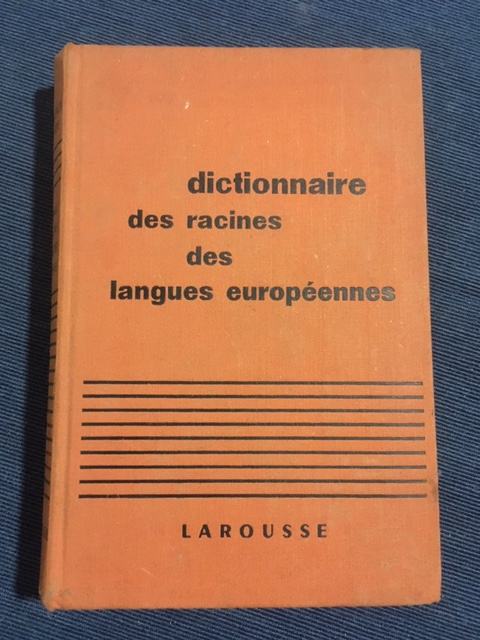 dictionnaire
des racines
des
langues européennes
LAROUSSE